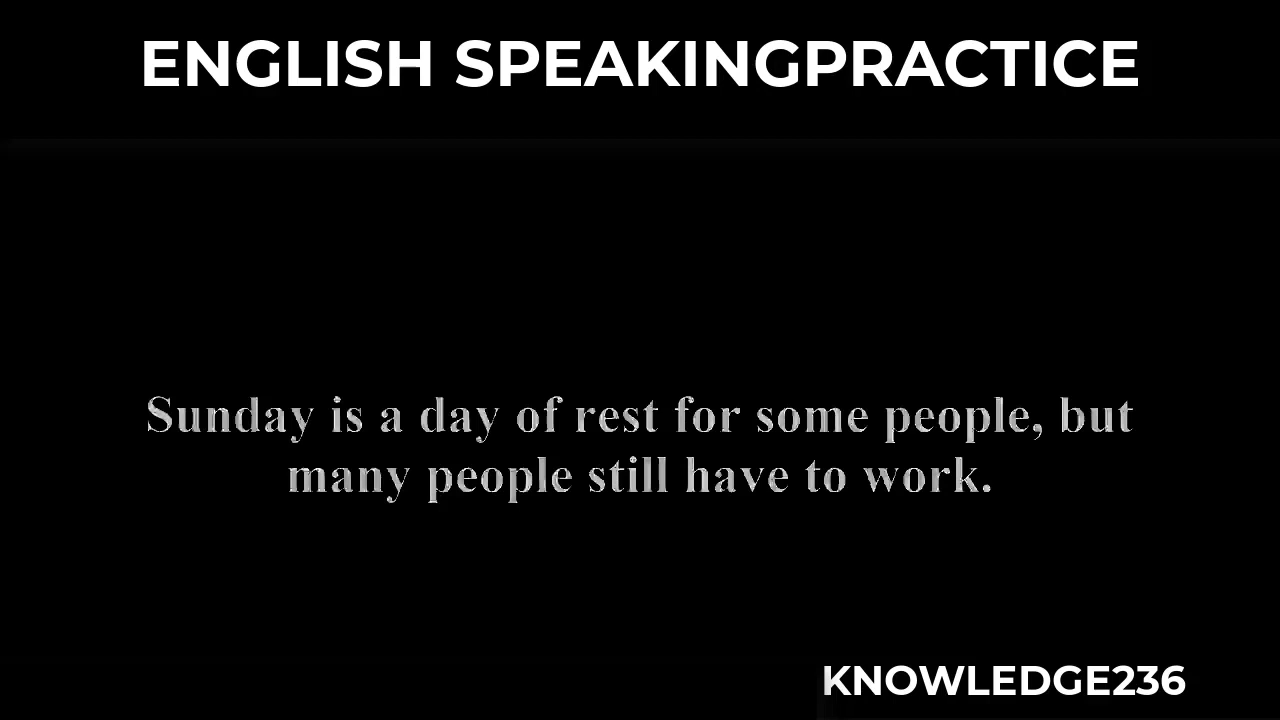 ENGLISH SPEAKINGPRACTICE
Sunday is a day of rest for some people, but
many people still have to work.
KNOWLEDGE236